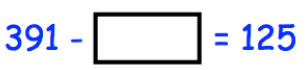 391 - = 125